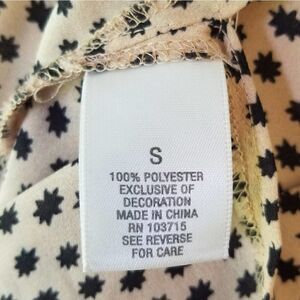 S
100% POLYESTER
EXCLUSIVE OF
DECORATION
MADE IN CHINA
RN 103715
SEE REVERSE
FOR CARE